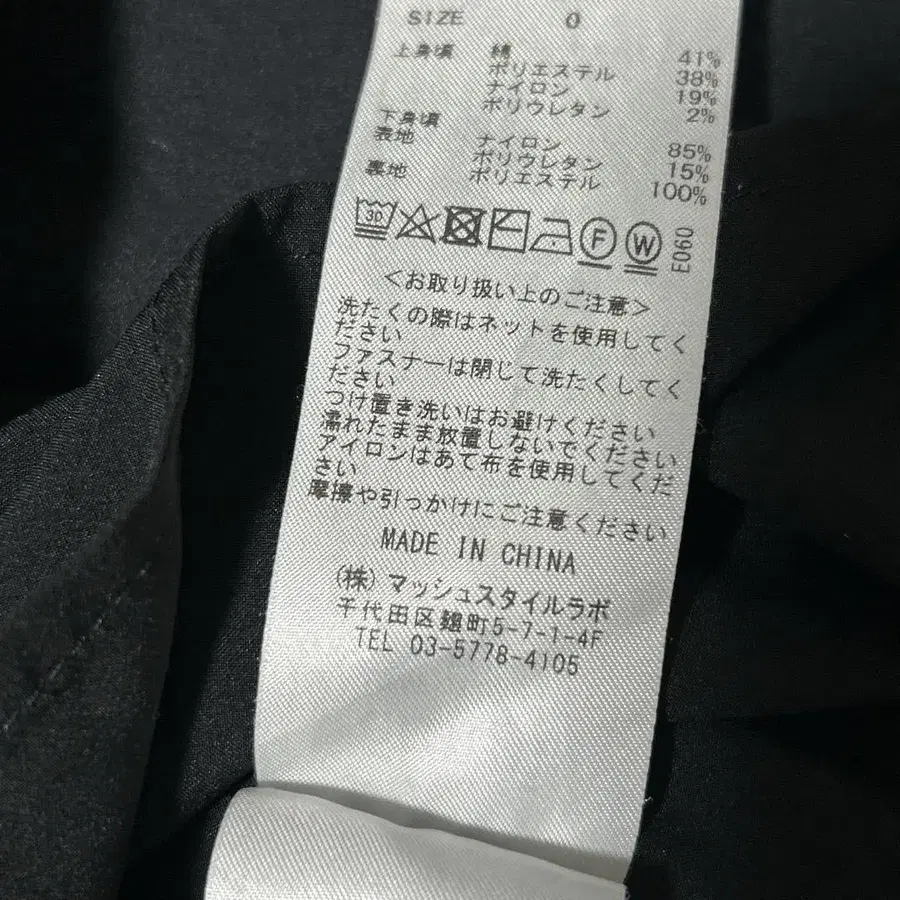 SIZE 0
上身頃 綿 41%
ポリエステル 38%
ナイロン 19%
ポリウレタン 2%
下身頃
表地 ナイロン 85%
ポリウレタン 15%
裏地 ポリエステル 100%
30 F W E060
<お取り扱い上のご注意>
洗たくの際はネットを使用してく
ださい
ファスナーは閉じて洗たくしてく
ださい
つけ置き洗いはお避けください
濡れたまま放置しないでください
アイロンはあて布を使用してくだ
さい
摩擦や引っかけにご注意ください
MADE IN CHINA
(株)マッシュスタイルラボ
千代田区麹町5-7-1-4F
TEL 03-5778-4105